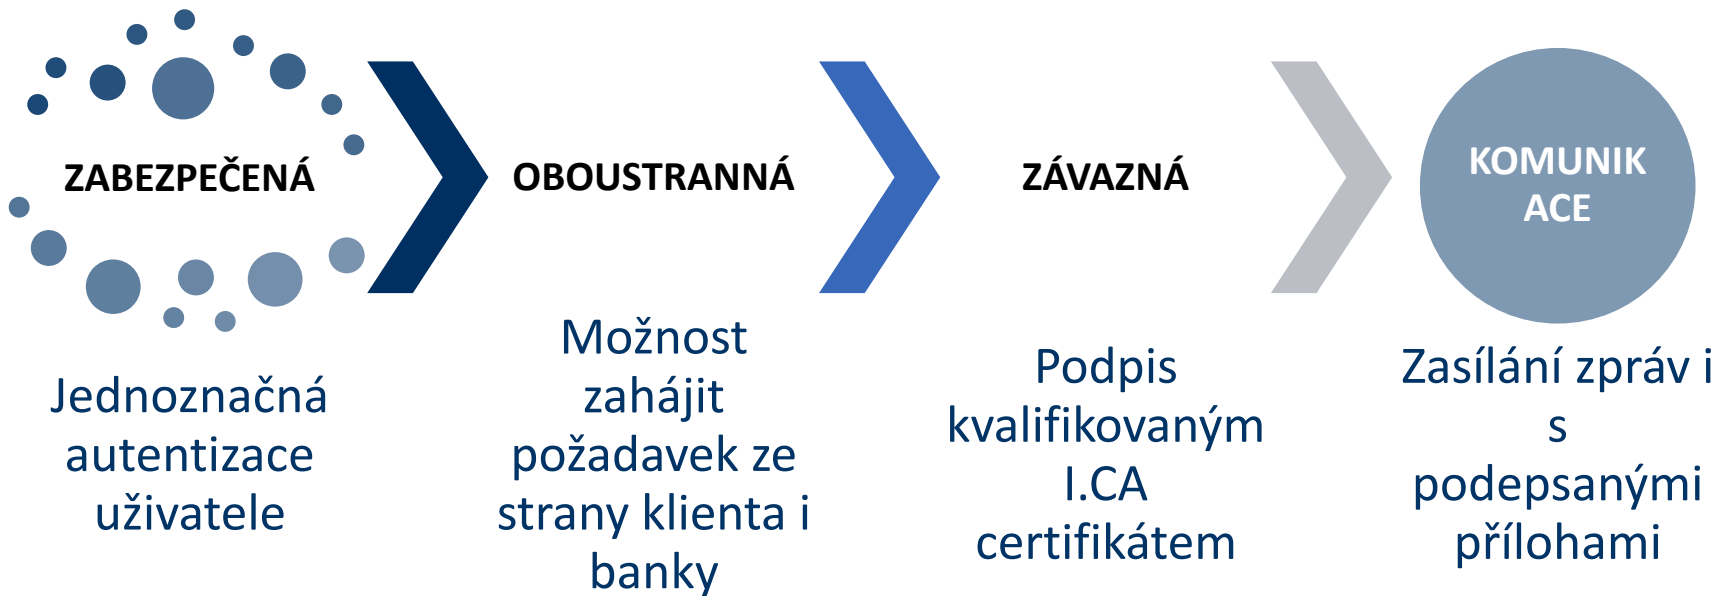 ZABEZPEČENÁ
Jednoznačná
autentizace
uživatele
OBOUSTRANNÁ
Možnost
zahájit
požadavek ze
strany klienta i
banky
ZÁVAZNÁ
Podpis
kvalifikovaným
I.CA
certifikátem
KOMUNIK
ACE
Zasílání zpráv i
s
podepsanými
přílohami